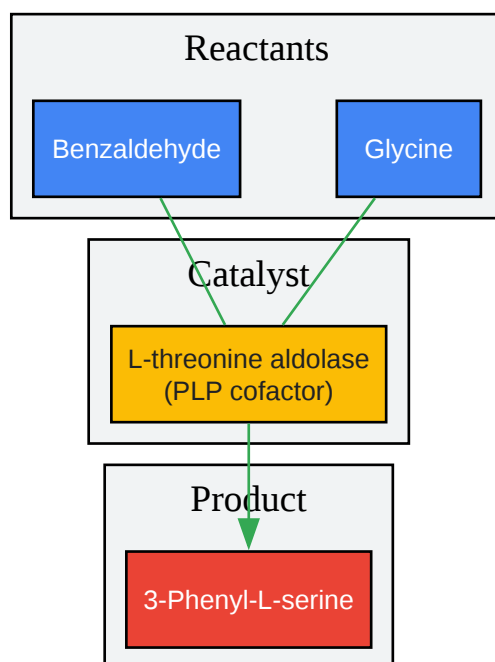 Reactants
Benzaldehyde
Glycine
Catalyst
L-threonine aldolase
(PLP cofactor)
Product
3-Phenyl-L-serine